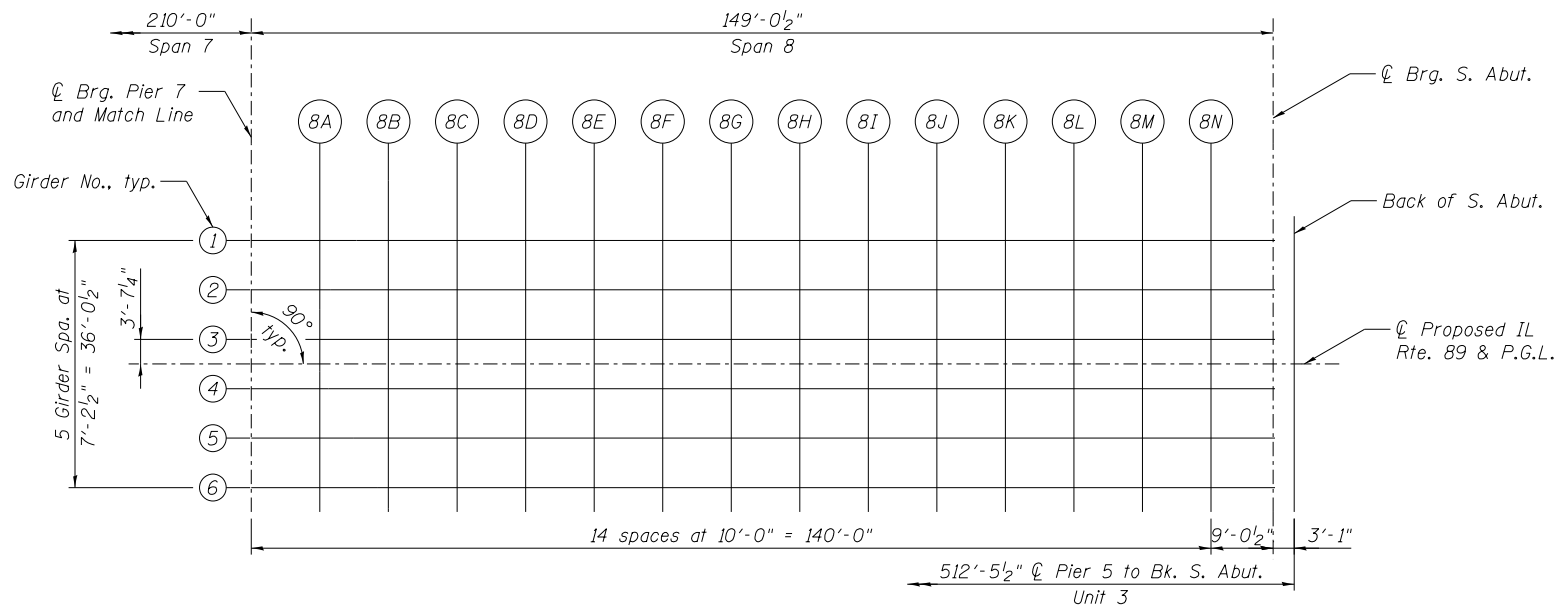 210'-0"
Span 7
149'-0½"
Span 8
℄ Brg. Pier 7
and Match Line
℄ Brg. S. Abut.
8A 8B 8C 8D 8E 8F 8G 8H 8I 8J 8K 8L 8M 8N
Girder No., typ.
Back of S. Abut.
1
2
3
4
5
6
5 Girder Spa. at
7'-2½" = 36'-0½"
3'-7¼"
90°
typ.
℄ Proposed IL
Rte. 89 & P.G.L.
14 spaces at 10'-0" = 140'-0"
9'-0½"
3'-1"
512'-5½" ℄ Pier 5 to Bk. S. Abut.
Unit 3